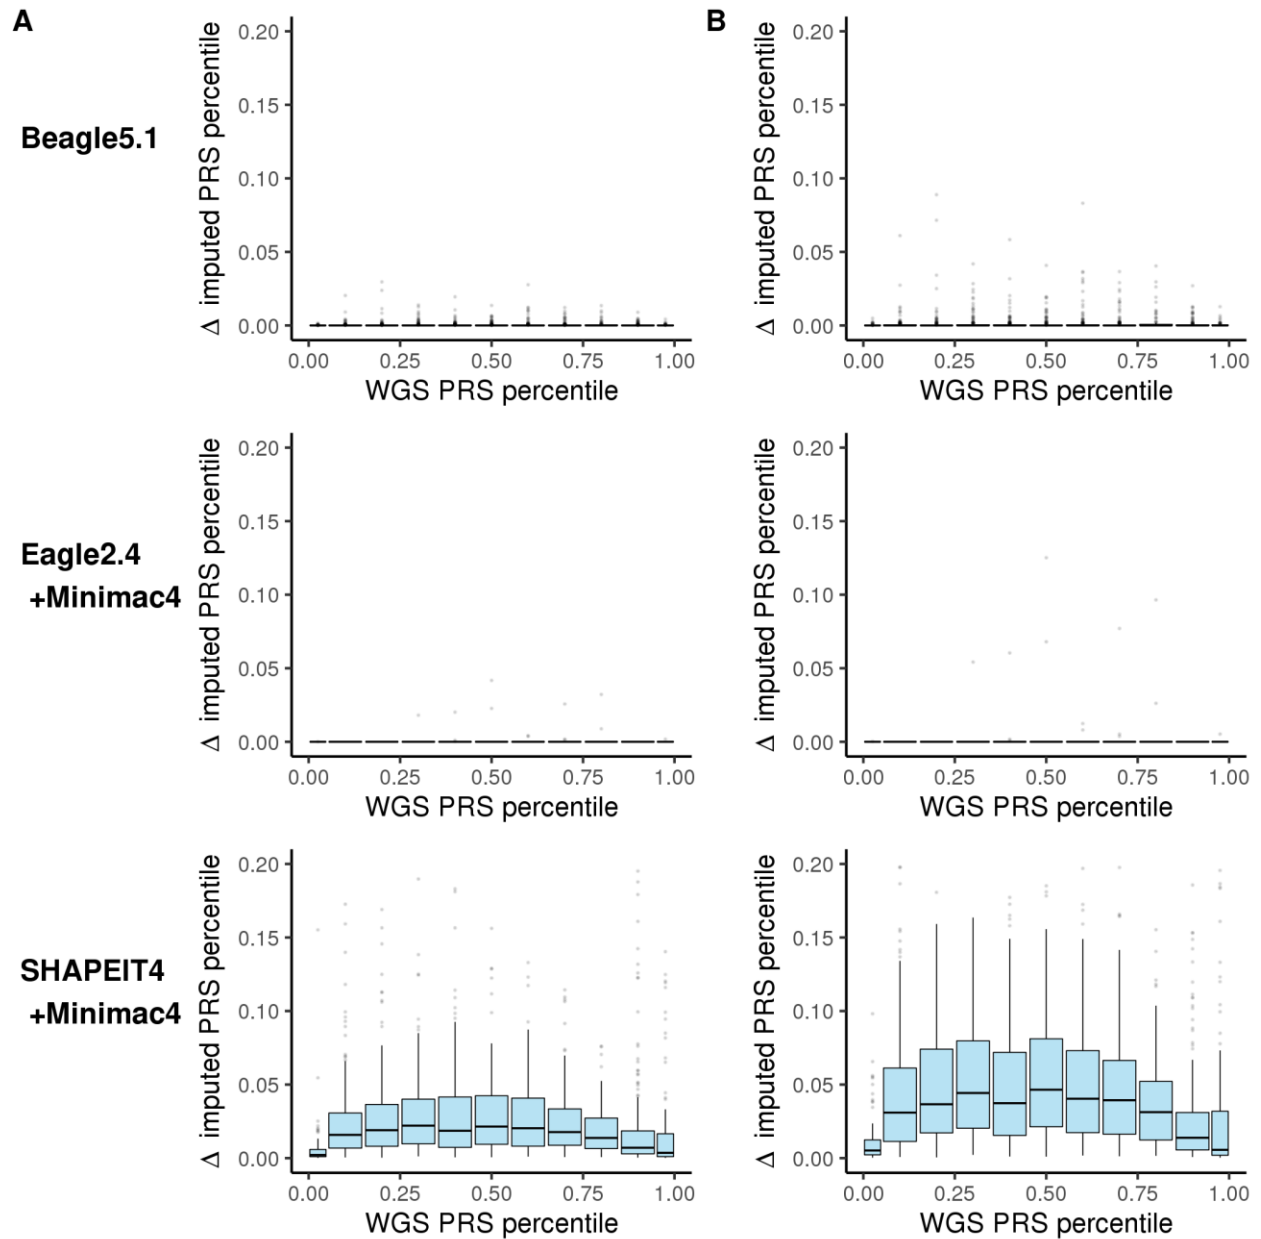 A
B
Beagle5.1
Δ imputed PRS percentile
0.20
0.15
0.10
0.05
0.00
0.00 0.25 0.50 0.75 1.00
WGS PRS percentile
Δ imputed PRS percentile
0.20
0.15
0.10
0.05
0.00
0.00 0.25 0.50 0.75 1.00
WGS PRS percentile
Eagle2.4
+Minimac4
Δ imputed PRS percentile
0.20
0.15
0.10
0.05
0.00
0.00 0.25 0.50 0.75 1.00
WGS PRS percentile
Δ imputed PRS percentile
0.20
0.15
0.10
0.05
0.00
0.00 0.25 0.50 0.75 1.00
WGS PRS percentile
SHAPEIT4
+Minimac4
Δ imputed PRS percentile
0.20
0.15
0.10
0.05
0.00
0.00 0.25 0.50 0.75 1.00
WGS PRS percentile
Δ imputed PRS percentile
0.20
0.15
0.10
0.05
0.00
0.00 0.25 0.50 0.75 1.00
WGS PRS percentile